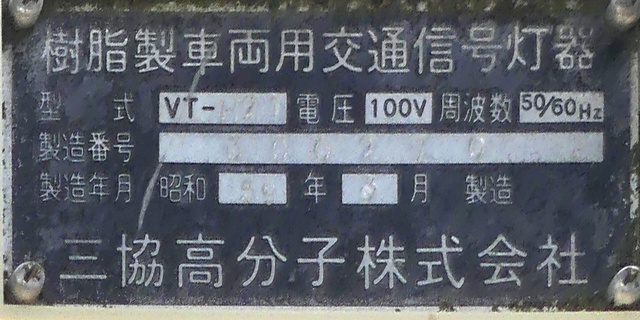 樹脂製車両用交通信号灯器
型式 VT- 電圧 100V 周波数 50/60Hz
製造番号
製造年月 昭和 年 月 製造
三協高分子株式会社